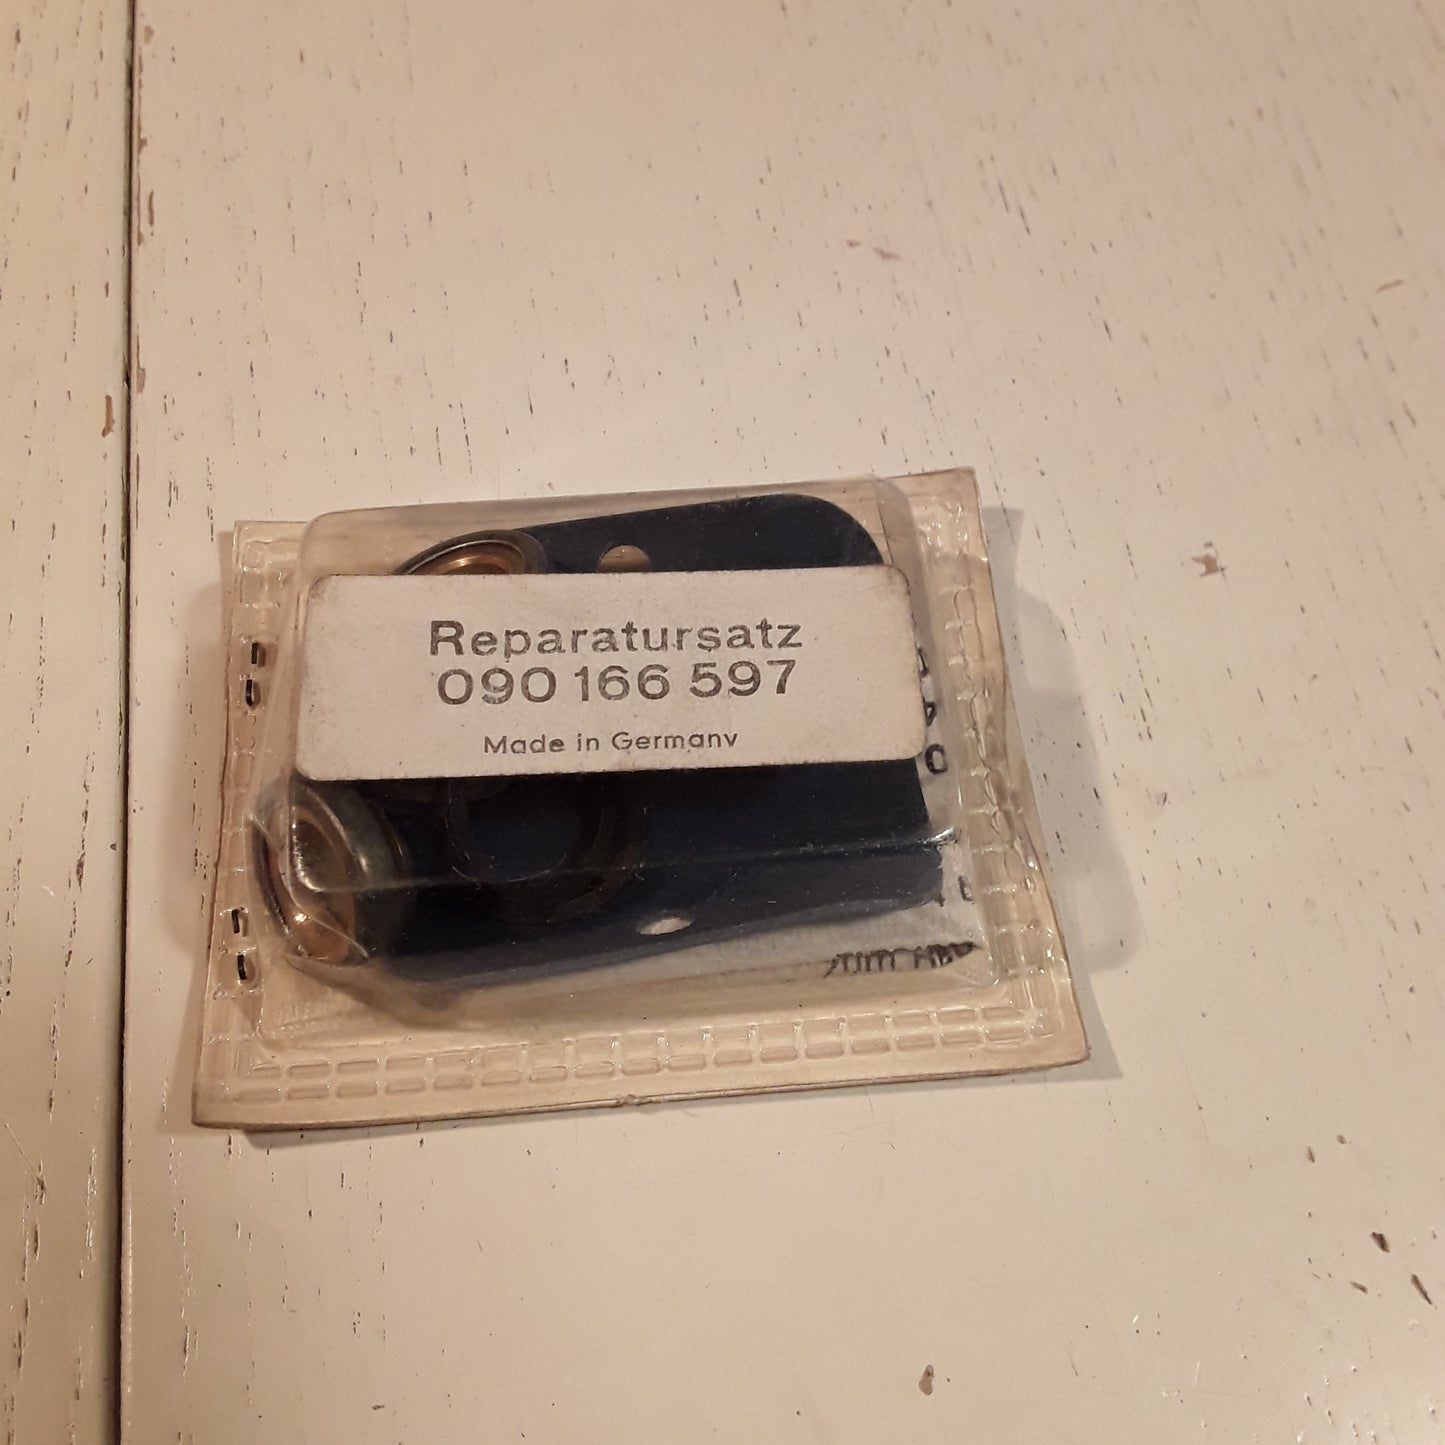 Reparatursatz
090 166 597
Made in Germany